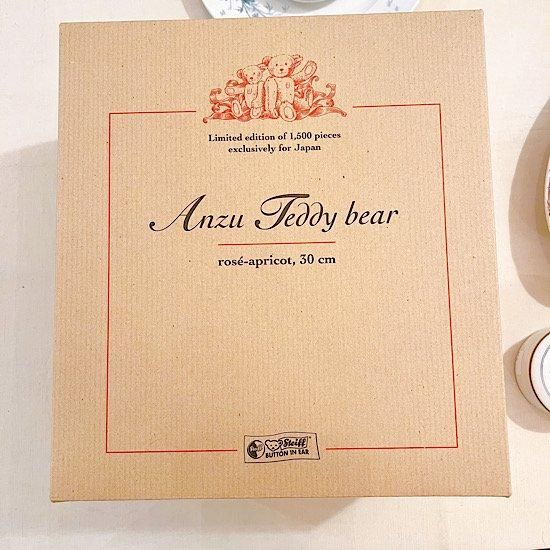 Limited edition of 1,500 pieces
exclusively for Japan
Anzu Teddy bear
rosé-apricot, 30 cm
Steiff
BUTTON IN EAR